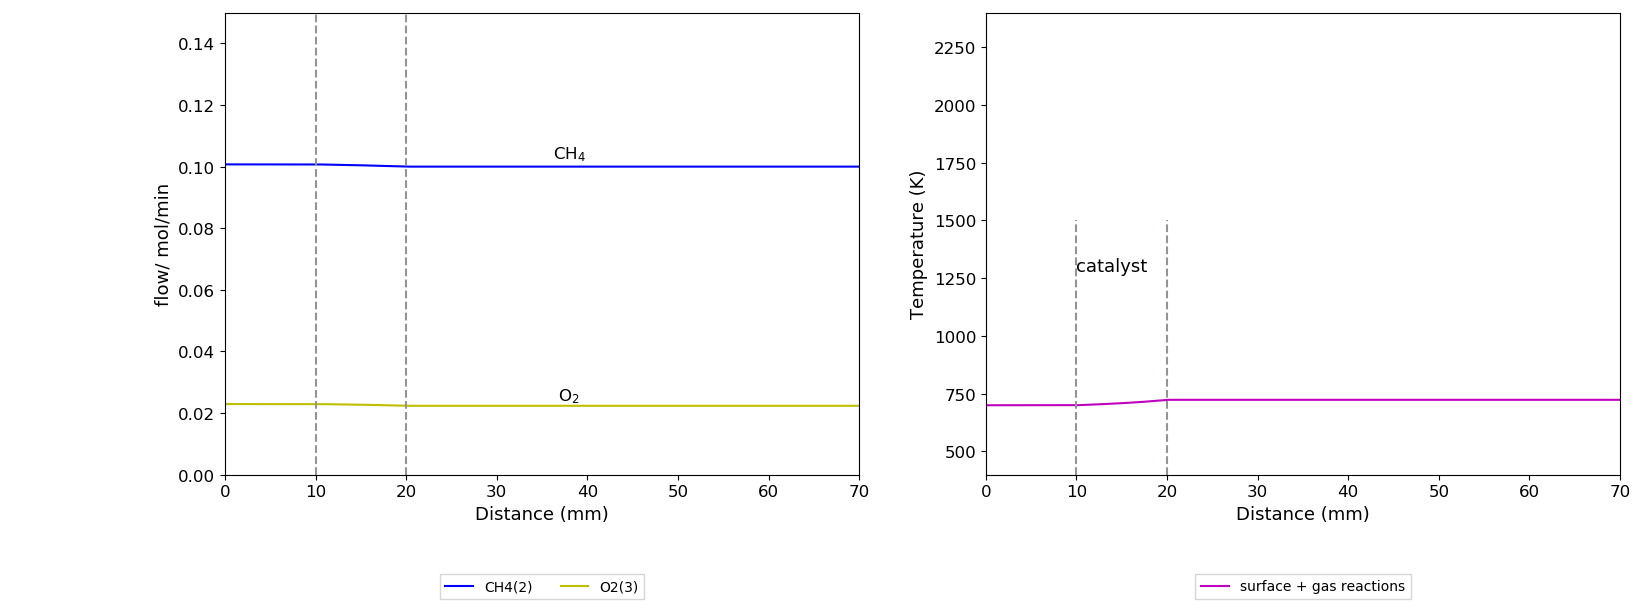 0.14
0.12
0.10
0.08
0.06
0.04
0.02
0.00
flow/ mol/min
CH₄
O₂
0 10 20 30 40 50 60 70
Distance (mm)
CH4(2) O2(3)
2250
2000
1750
1500
1250
1000
750
500
Temperature (K)
catalyst
0 10 20 30 40 50 60 70
Distance (mm)
surface + gas reactions